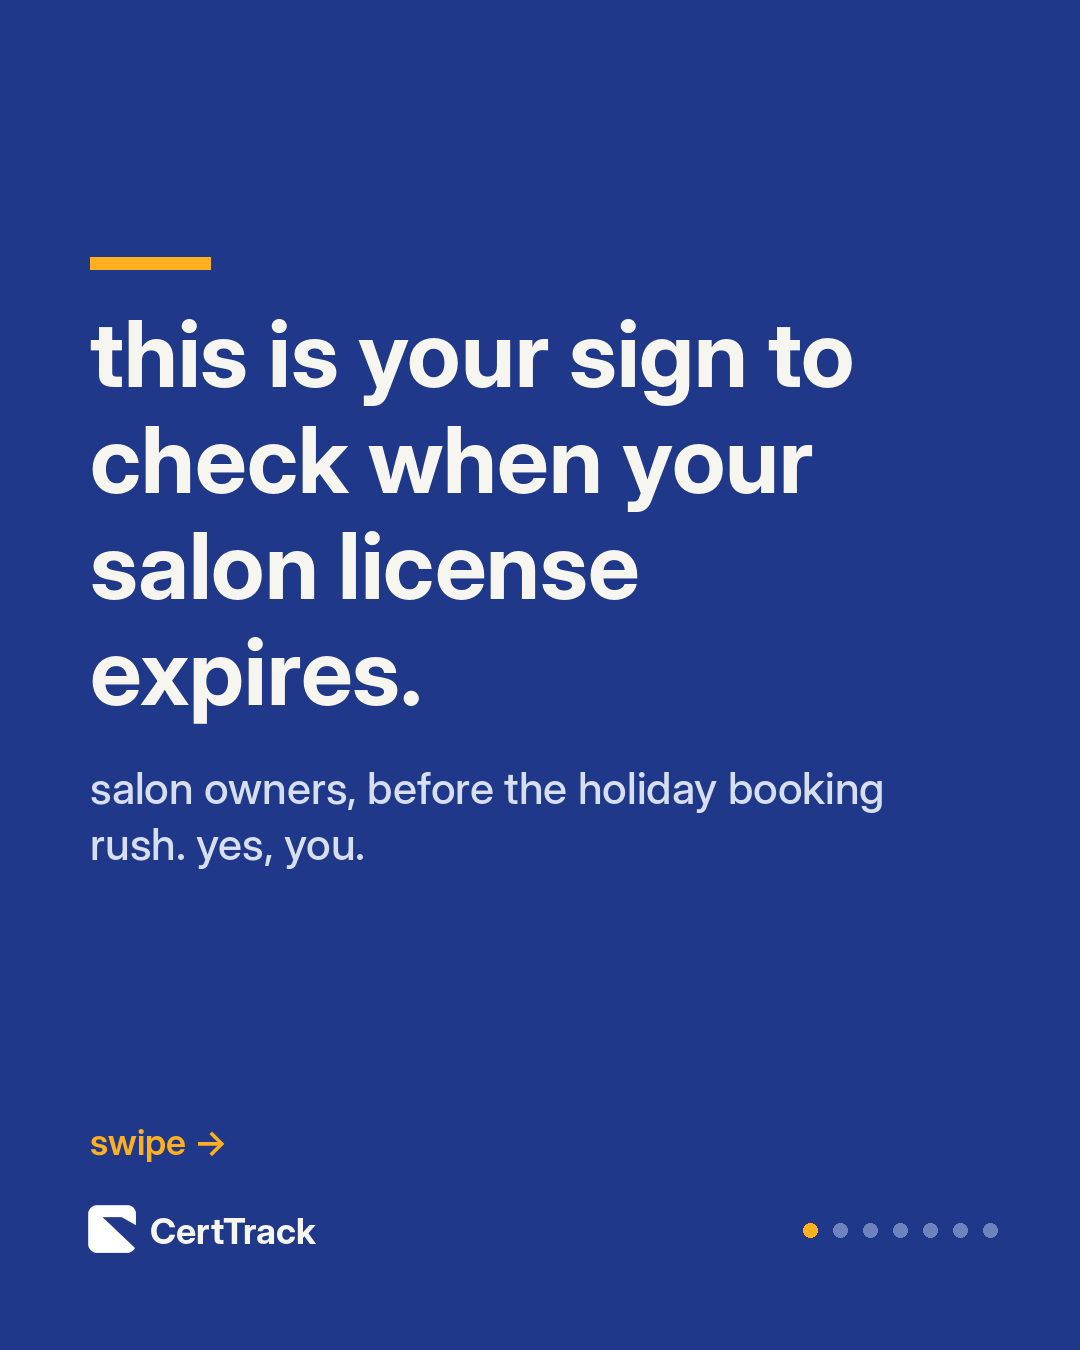 this is your sign to
check when your
salon license
expires.
salon owners, before the holiday booking
rush. yes, you.
swipe →
CertTrack